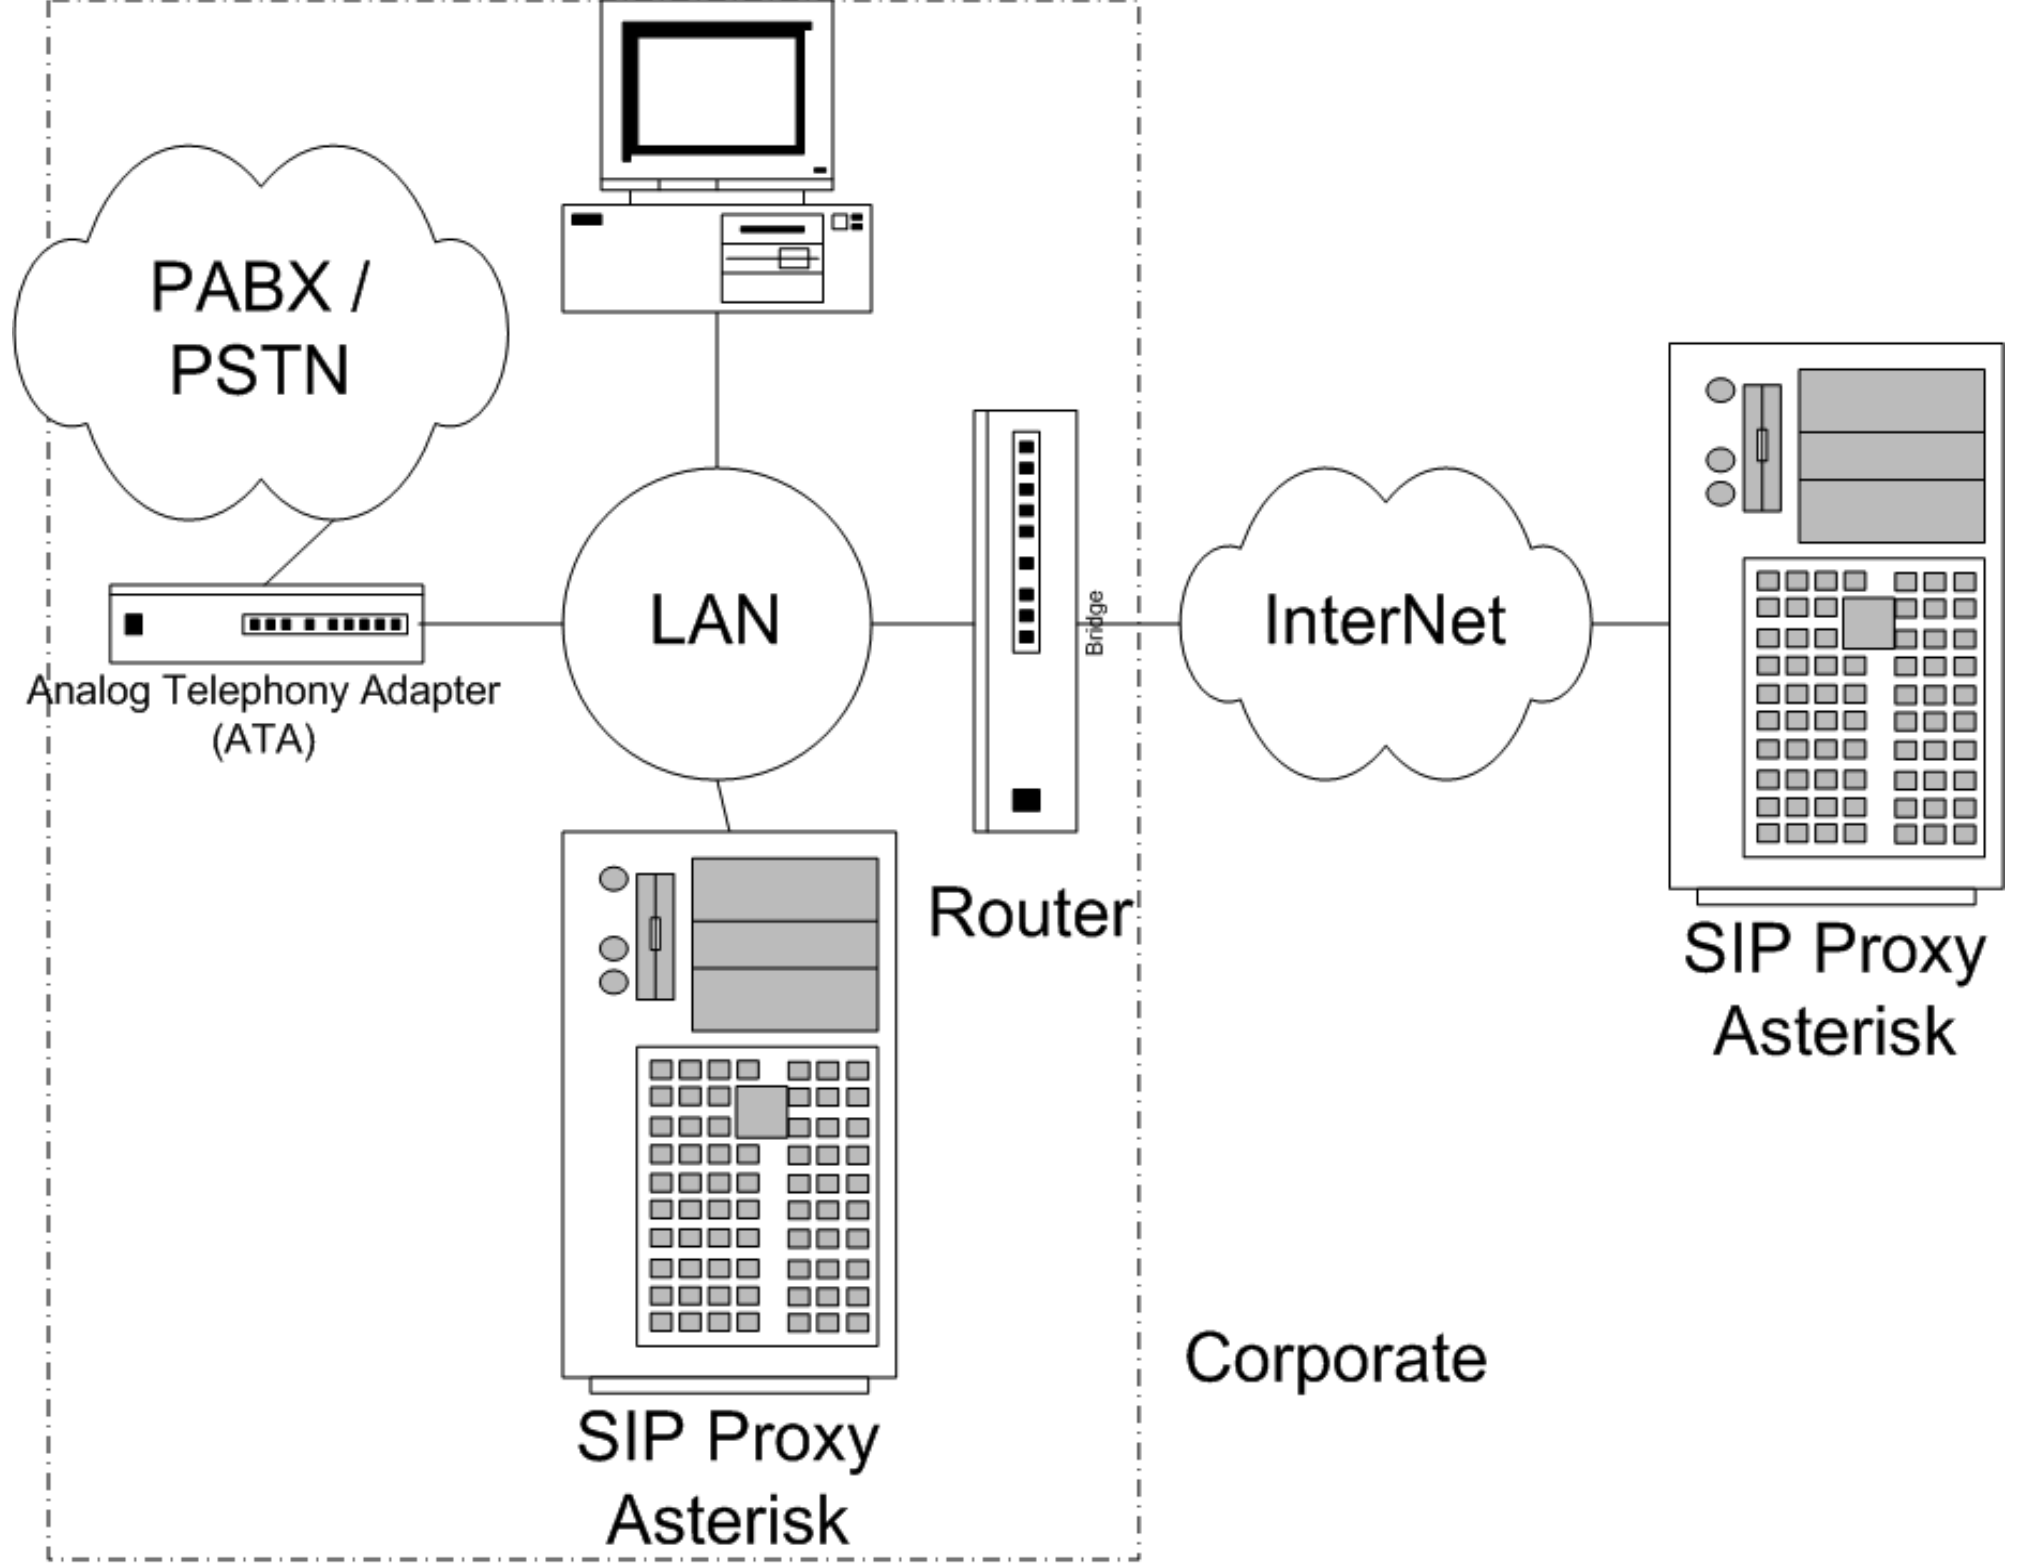 PABX /
PSTN
Analog Telephony Adapter
(ATA)
LAN
Bridge
Router
InterNet
SIP Proxy
Asterisk
SIP Proxy
Asterisk
Corporate